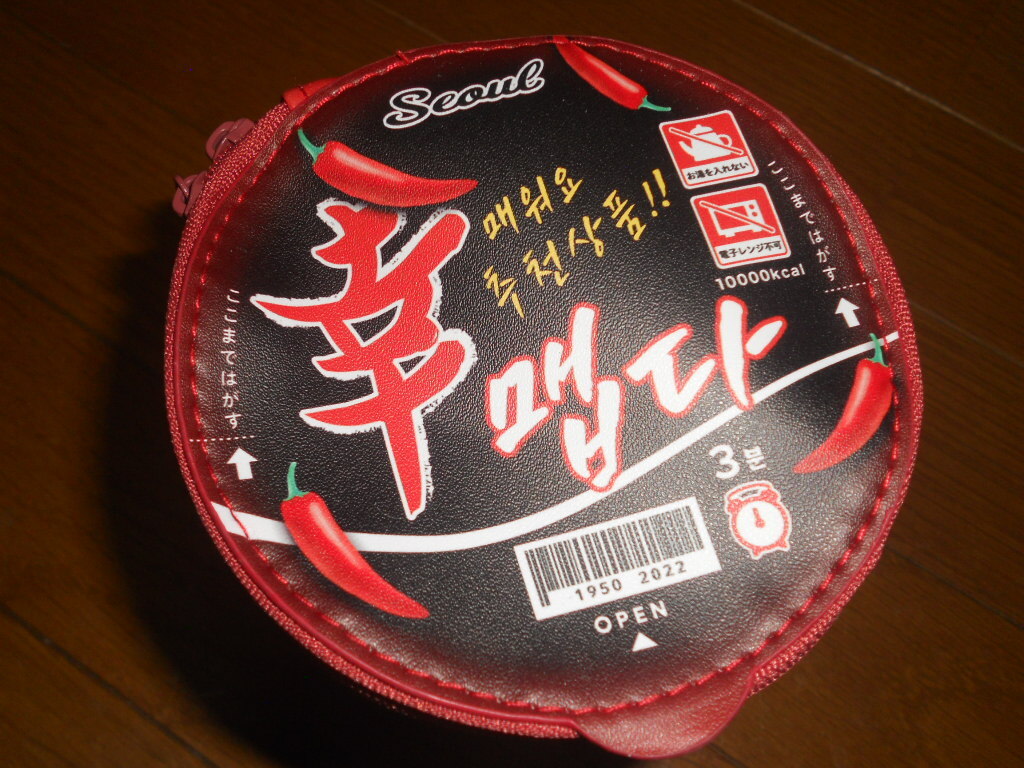 Seoul
매워요
추천상품!!
幸
맵다
お湯を入れない
電子レンジ不可
10000kcal
ここまではがす
ここまではがす
3분
1950 2022
OPEN